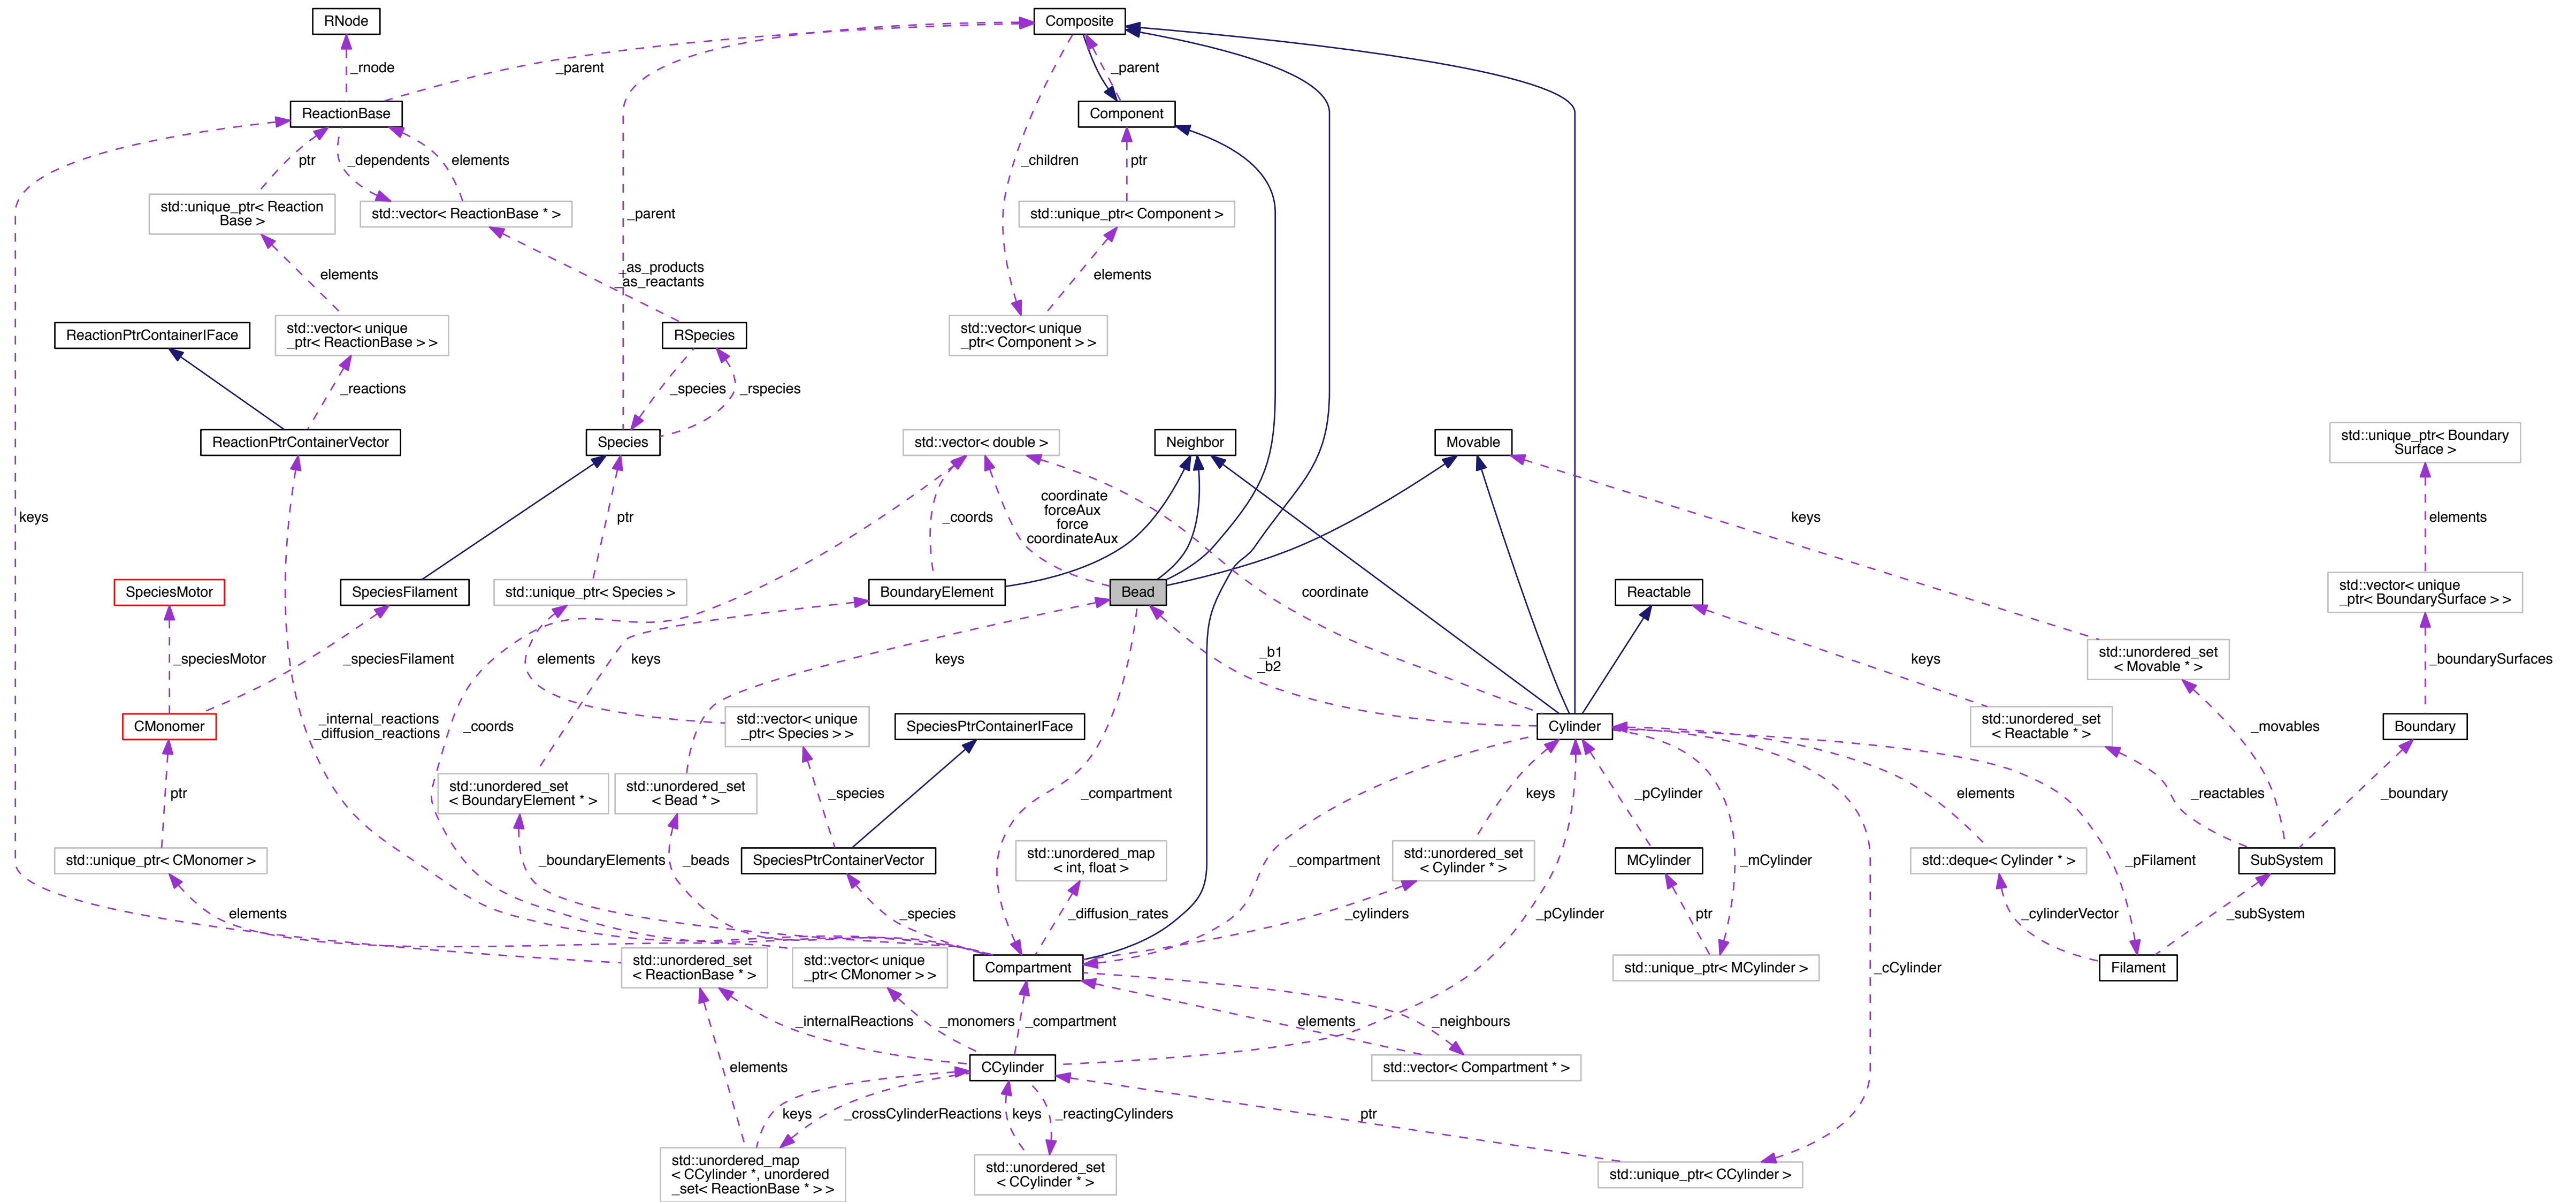 RNode
Composite
_rnode
_parent
_parent
ReactionBase
Component
ptr
_dependents
elements
_children
ptr
std::unique_ptr< Reaction
Base >
std::vector< ReactionBase * >
_parent
std::unique_ptr< Component >
elements
_as_products
_as_reactants
elements
ReactionPtrContainerIFace
std::vector< unique
_ptr< ReactionBase > >
RSpecies
std::vector< unique
_ptr< Component > >
_reactions
_species
_rspecies
ReactionPtrContainerVector
Species
std::vector< double >
Neighbor
Movable
std::unique_ptr< Boundary
Surface >
keys
ptr
_coords
coordinate
forceAux
force
coordinateAux
keys
elements
SpeciesMotor
SpeciesFilament
std::unique_ptr< Species >
BoundaryElement
Bead
coordinate
Reactable
std::vector< unique
_ptr< BoundarySurface > >
_speciesMotor
_speciesFilament
elements
keys
keys
_b1
_b2
keys
std::unordered_set
< Movable * >
_boundarySurfaces
CMonomer
_internal_reactions
_diffusion_reactions
_coords
std::vector< unique
_ptr< Species > >
SpeciesPtrContainerIFace
Cylinder
std::unordered_set
< Reactable * >
_movables
Boundary
ptr
std::unordered_set
< BoundaryElement * >
std::unordered_set
< Bead * >
_species
_compartment
keys
_pCylinder
elements
_reactables
_boundary
std::unique_ptr< CMonomer >
_boundaryElements
_beads
SpeciesPtrContainerVector
std::unordered_map
< int, float >
_compartment
std::unordered_set
< Cylinder * >
MCylinder
_mCylinder
std::deque< Cylinder * >
_pFilament
SubSystem
elements
_species
_diffusion_rates
_cylinders
_pCylinder
ptr
_cylinderVector
_subSystem
std::unordered_set
< ReactionBase * >
std::vector< unique
_ptr< CMonomer > >
Compartment
std::unique_ptr< MCylinder >
_cCylinder
Filament
_internalReactions
_monomers
_compartment
elements
_neighbours
elements
CCylinder
std::vector< Compartment * >
keys
_crossCylinderReactions
keys
_reactingCylinders
ptr
std::unordered_map
< CCylinder *, unordered
_set< ReactionBase * > >
std::unordered_set
< CCylinder * >
std::unique_ptr< CCylinder >